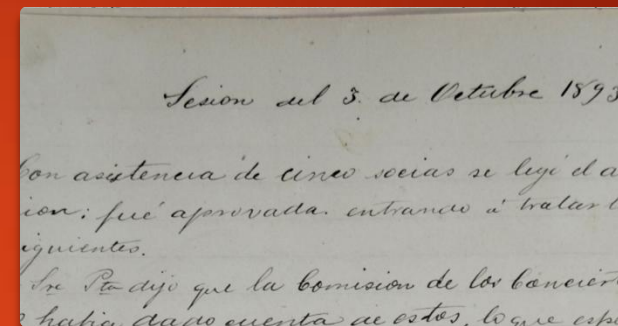 Sesion del 3. de Octubre 1893
Con asistencia de cinco socias se leyó el a
ion; fué aprovada. entrando á tratar l
iguientes.
Sra Pta dijo que la Comision de los Concier
habia dado cuenta de estos, lo que esp